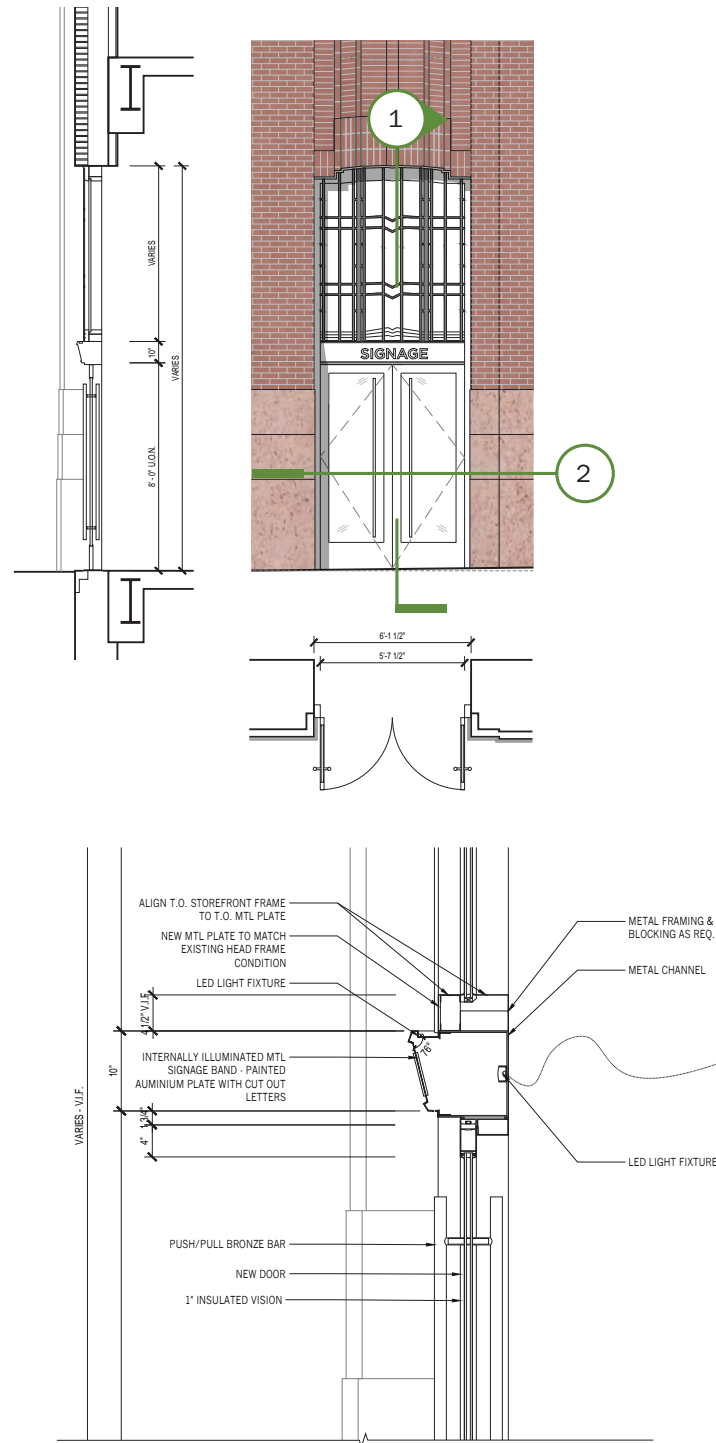 VARIES
10"
VARIES
8'-0" U.O.N.
1
SIGNAGE
2
6'-1 1/2"
5'-7 1/2"
ALIGN T.O. STOREFRONT FRAME
TO T.O. MTL PLATE
NEW MTL PLATE TO MATCH
EXISTING HEAD FRAME
CONDITION
LED LIGHT FIXTURE
METAL FRAMING &
BLOCKING AS REQ.
METAL CHANNEL
4 1/2" V.I.F.
76°
10"
INTERNALLY ILLUMINATED MTL
SIGNAGE BAND - PAINTED
AUMINIUM PLATE WITH CUT OUT
LETTERS
VARIES - V.I.F.
1 3/4"
4"
LED LIGHT FIXTURE
PUSH/PULL BRONZE BAR
NEW DOOR
1" INSULATED VISION